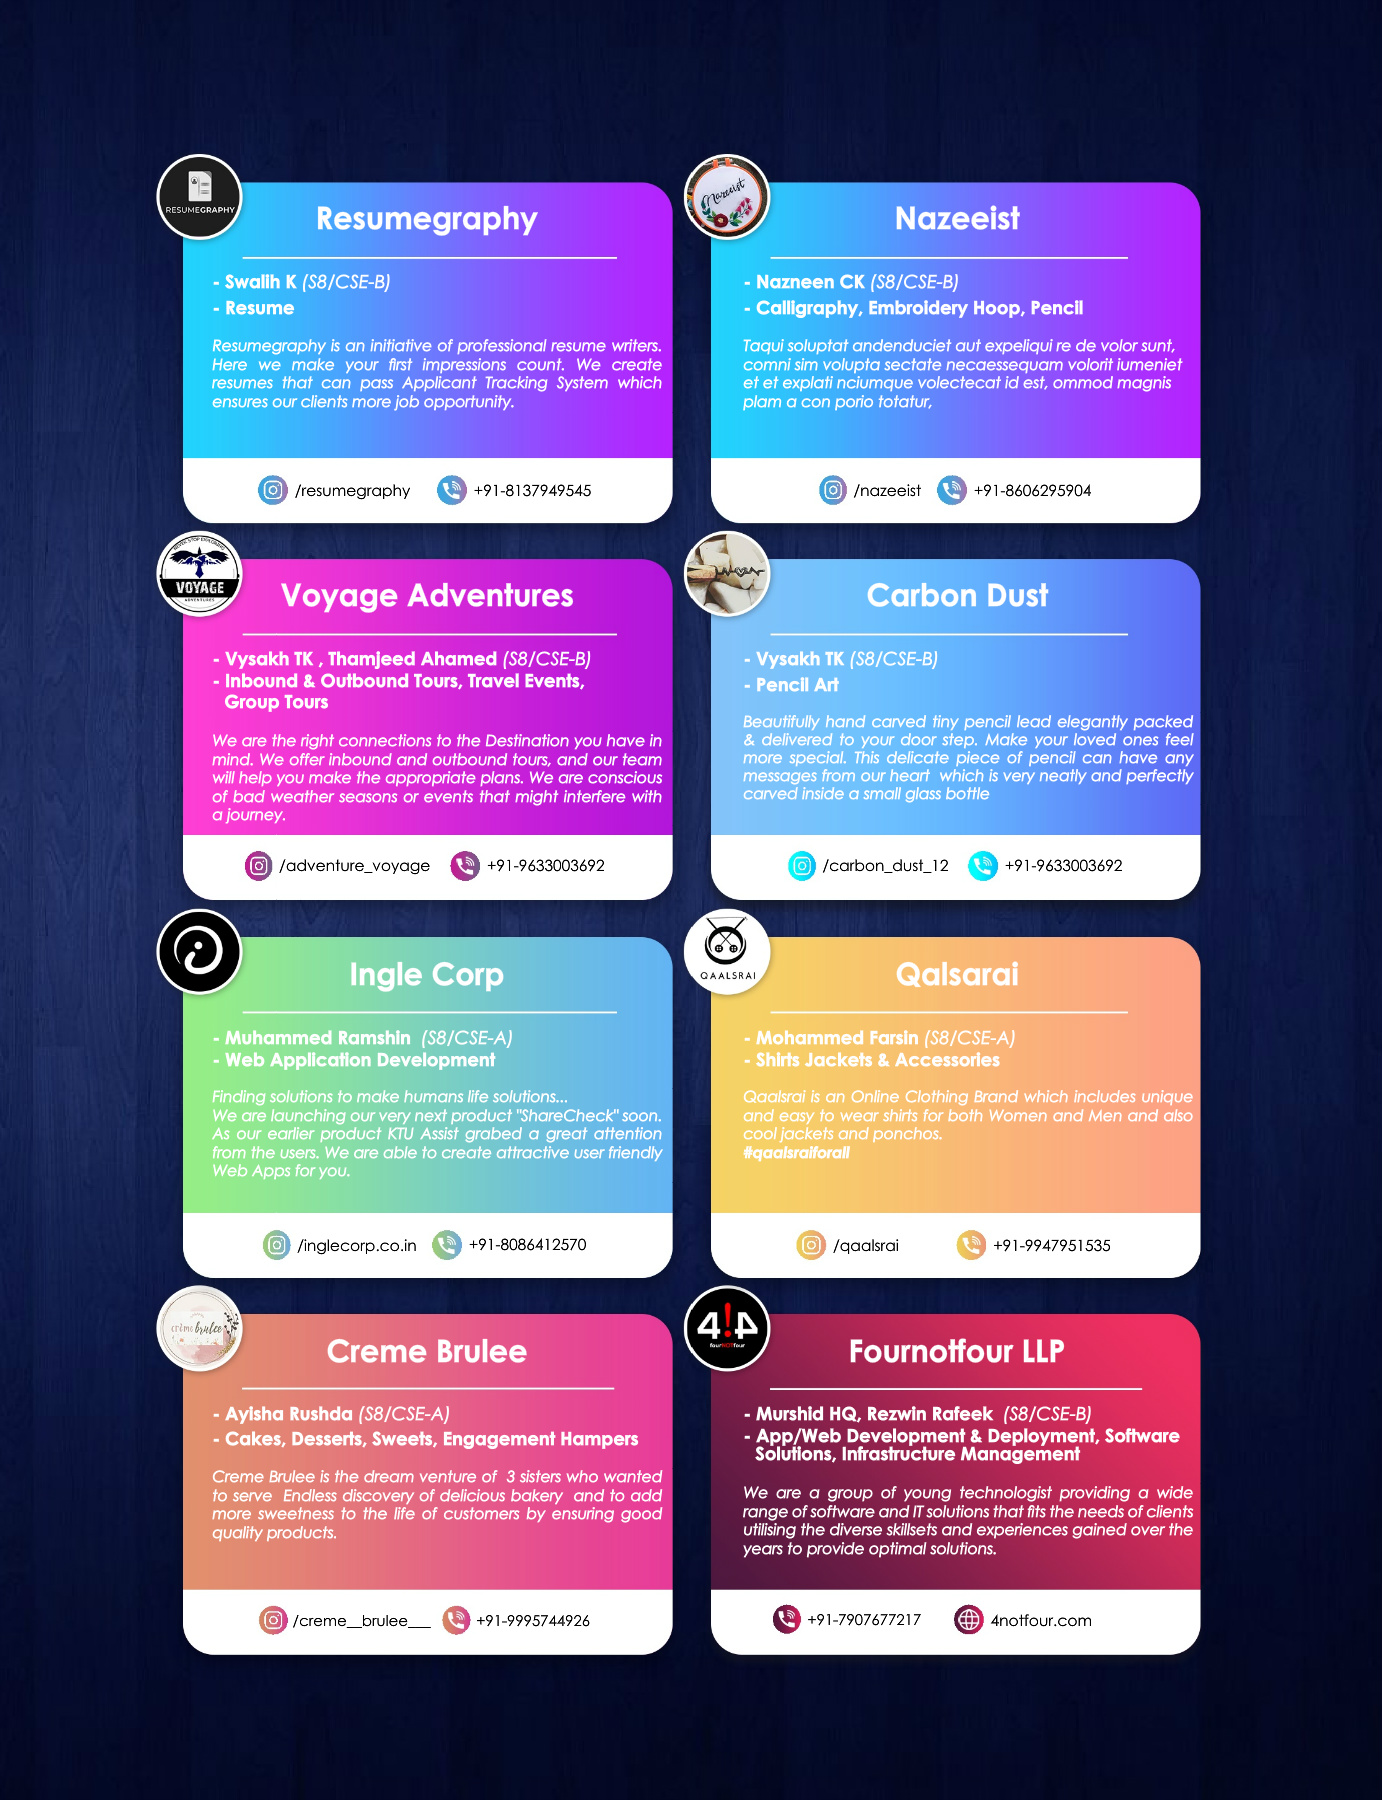 RESUMEGRAPHY
Resumegraphy
- Swalih K (S8/CSE-B)
- Resume
Resumegraphy is an initiative of professional resume writers.
Here we make your first impressions count. We create
resumes that can pass Applicant Tracking System which
ensures our clients more job opportunity.
/resumegraphy +91-8137949545
Nazeeist
Nazeeist
- Nazneen CK (S8/CSE-B)
- Calligraphy, Embroidery Hoop, Pencil
Taqui soluptat andenduciet aut expeliqui re de volor sunt,
comni sim volupta sectate necaessequam volorit iumeniet
et et explati nciumque volectecat id est, ommod magnis
plam a con porio totatur,
/nazeeist +91-8606295904
VOYAGE
ADVENTURES
Voyage Adventures
- Vysakh TK , Thamjeed Ahamed (S8/CSE-B)
- Inbound & Outbound Tours, Travel Events,
Group Tours
We are the right connections to the Destination you have in
mind. We offer inbound and outbound tours, and our team
will help you make the appropriate plans. We are conscious
of bad weather seasons or events that might interfere with
a journey.
/adventure_voyage +91-9633003692
Carbon Dust
- Vysakh TK (S8/CSE-B)
- Pencil Art
Beautifully hand carved tiny pencil lead elegantly packed
& delivered to your door step. Make your loved ones feel
more special. This delicate piece of pencil can have any
messages from our heart which is very neatly and perfectly
carved inside a small glass bottle
/carbon_dust_12 +91-9633003692
Ingle Corp
- Muhammed Ramshin (S8/CSE-A)
- Web Application Development
Finding solutions to make humans life solutions...
We are launching our very next product "ShareCheck" soon.
As our earlier product KTU Assist grabed a great attention
from the users. We are able to create attractive user friendly
Web Apps for you.
/inglecorp.co.in +91-8086412570
QAALSRAI
Qalsarai
- Mohammed Farsin (S8/CSE-A)
- Shirts Jackets & Accessories
Qaalsrai is an Online Clothing Brand which includes unique
and easy to wear shirts for both Women and Men and also
cool jackets and ponchos.
#qaalsraiforall
/qaalsrai +91-9947951535
crème brulee
Creme Brulee
- Ayisha Rushda (S8/CSE-A)
- Cakes, Desserts, Sweets, Engagement Hampers
Creme Brulee is the dream venture of 3 sisters who wanted
to serve Endless discovery of delicious bakery and to add
more sweetness to the life of customers by ensuring good
quality products.
/creme__brulee___ +91-9995744926
4!4
fourNOTfour
Fournotfour LLP
- Murshid HQ, Rezwin Rafeek (S8/CSE-B)
- App/Web Development & Deployment, Software
Solutions, Infrastructure Management
We are a group of young technologist providing a wide
range of software and IT solutions that fits the needs of clients
utilising the diverse skillsets and experiences gained over the
years to provide optimal solutions.
+91-7907677217 4notfour.com